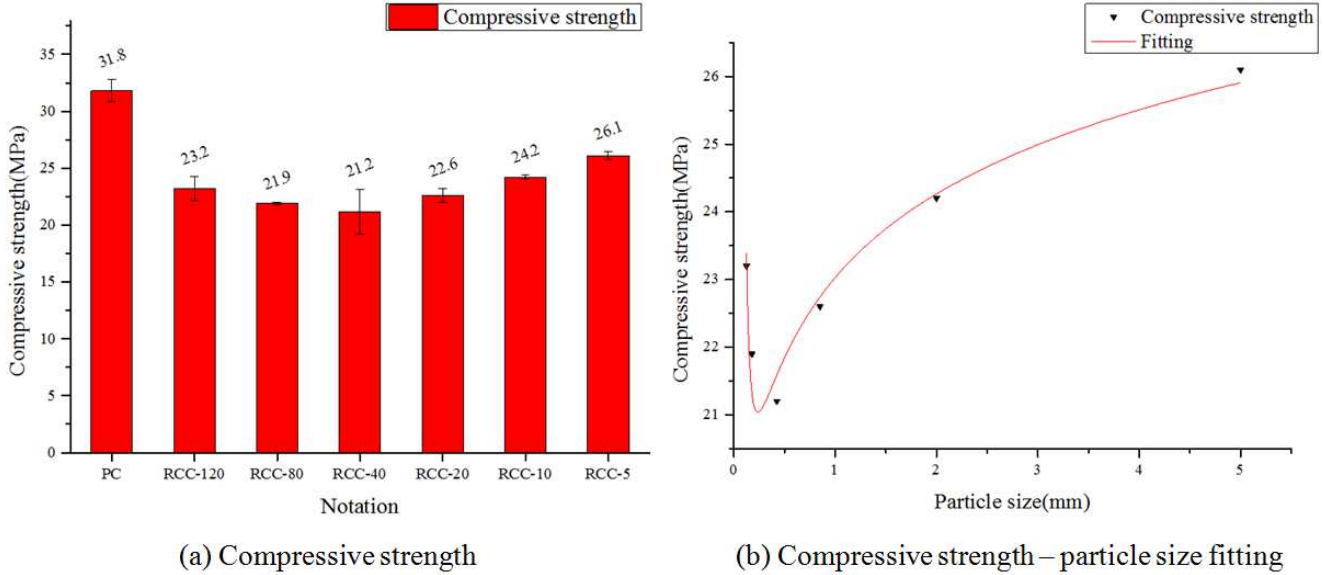 Compressive strength
35
30
25
20
15
10
5
0
Compressive strength(MPa)
31.8
23.2
21.9
21.2
22.6
24.2
26.1
PC RCC-120 RCC-80 RCC-40 RCC-20 RCC-10 RCC-5
Notation
(a) Compressive strength
Compressive strength
Fitting
26
25
24
23
22
21
Compressive strength(MPa)
0 1 2 3 4 5
Particle size(mm)
(b) Compressive strength – particle size fitting